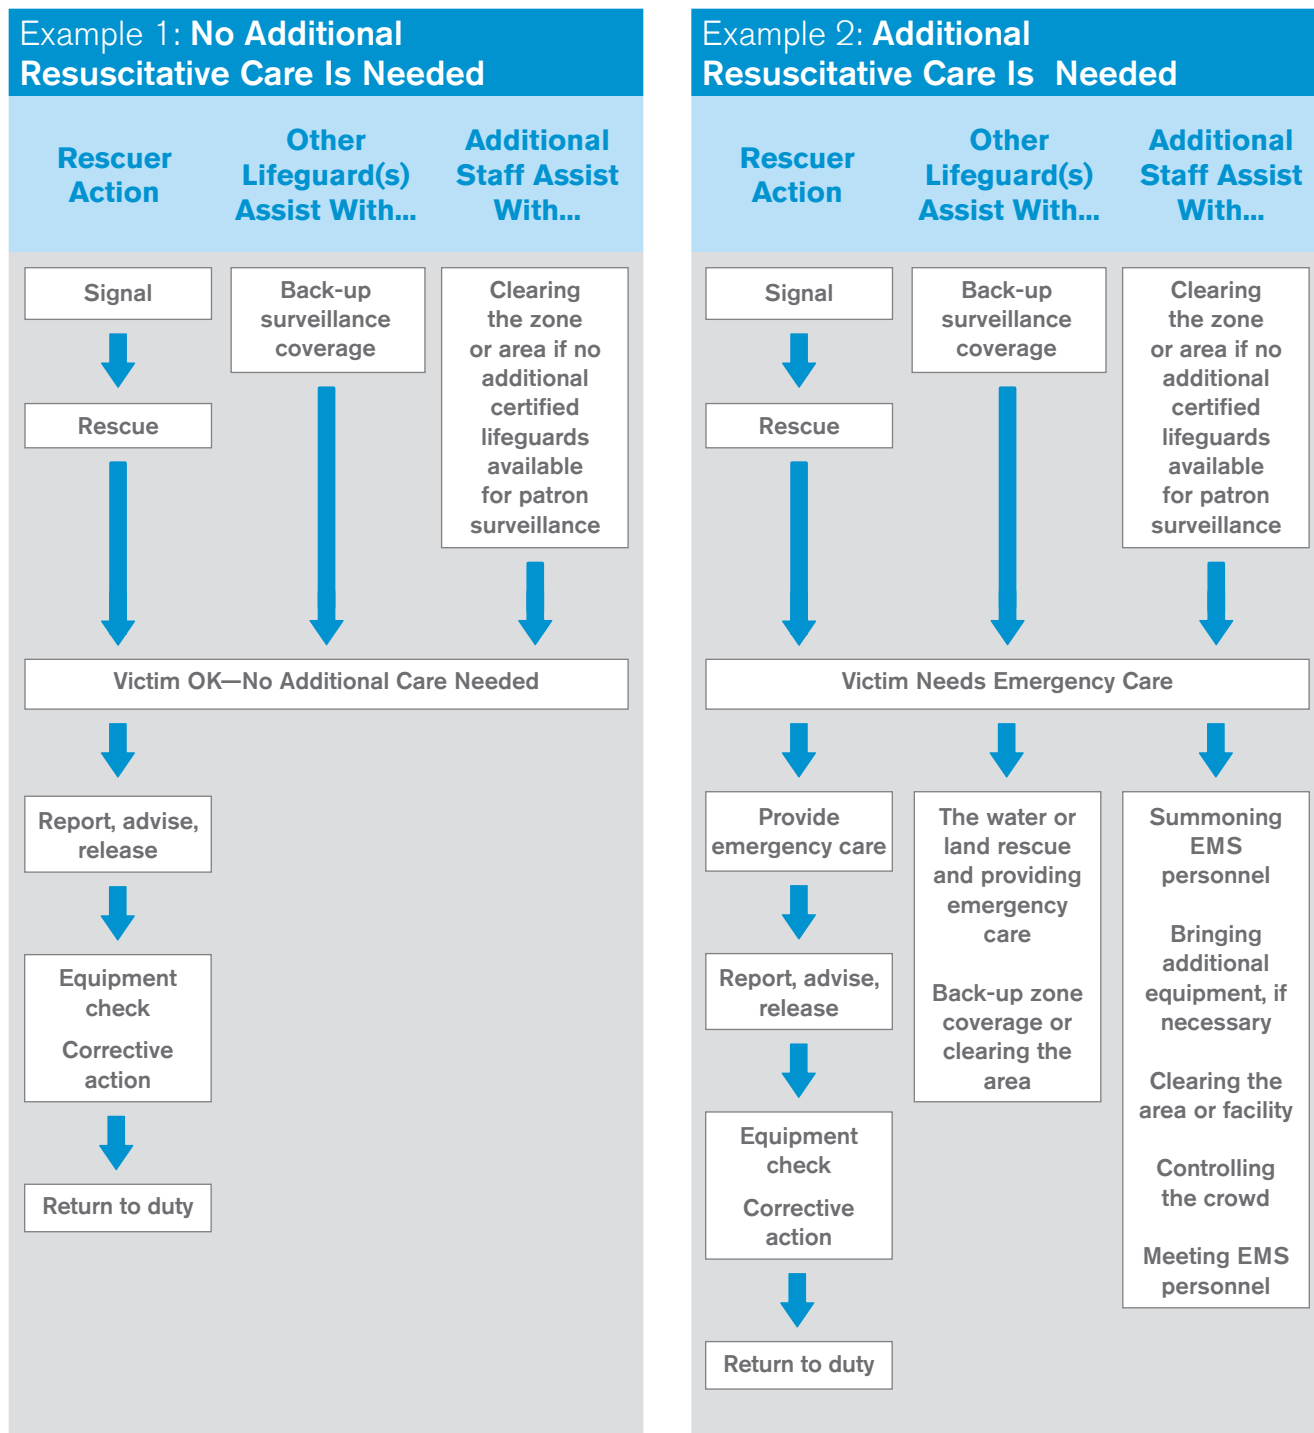 Example 1: No Additional
Resuscitative Care Is Needed
Rescuer
Action
Other
Lifeguard(s)
Assist With...
Additional
Staff Assist
With...
Signal
Rescue
Back-up
surveillance
coverage
Clearing
the zone
or area if no
additional
certified
lifeguards
available
for patron
surveillance
Victim OK—No Additional Care Needed
Report, advise,
release
Equipment
check
Corrective
action
Return to duty
Example 2: Additional
Resuscitative Care Is Needed
Rescuer
Action
Other
Lifeguard(s)
Assist With...
Additional
Staff Assist
With...
Signal
Rescue
Back-up
surveillance
coverage
Clearing
the zone
or area if no
additional
certified
lifeguards
available
for patron
surveillance
Victim Needs Emergency Care
Provide
emergency care
Report, advise,
release
Equipment
check
Corrective
action
Return to duty
The water or
land rescue
and providing
emergency
care
Back-up zone
coverage or
clearing the
area
Summoning
EMS
personnel
Bringing
additional
equipment, if
necessary
Clearing the
area or facility
Controlling
the crowd
Meeting EMS
personnel